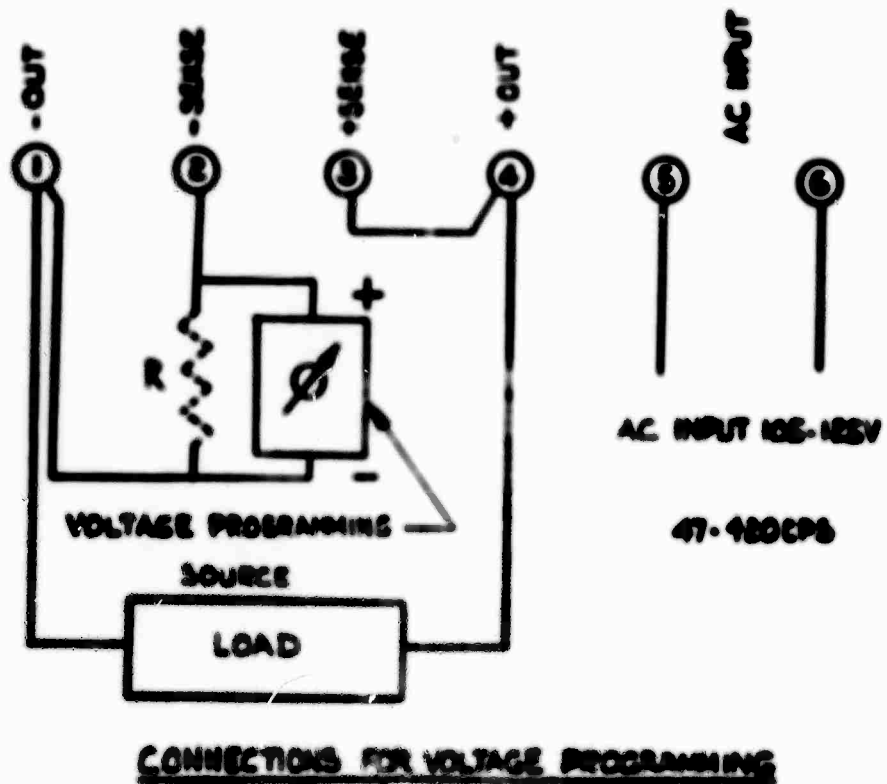 -OUT
-SENSE
+SENSE
+OUT
AC INPUT
1
2
3
4
5
6
+
R
-
AC INPUT 105-125V
VOLTAGE PROGRAMMING
SOURCE
47-420CPS
LOAD
CONNECTIONS FOR VOLTAGE PROGRAMMING